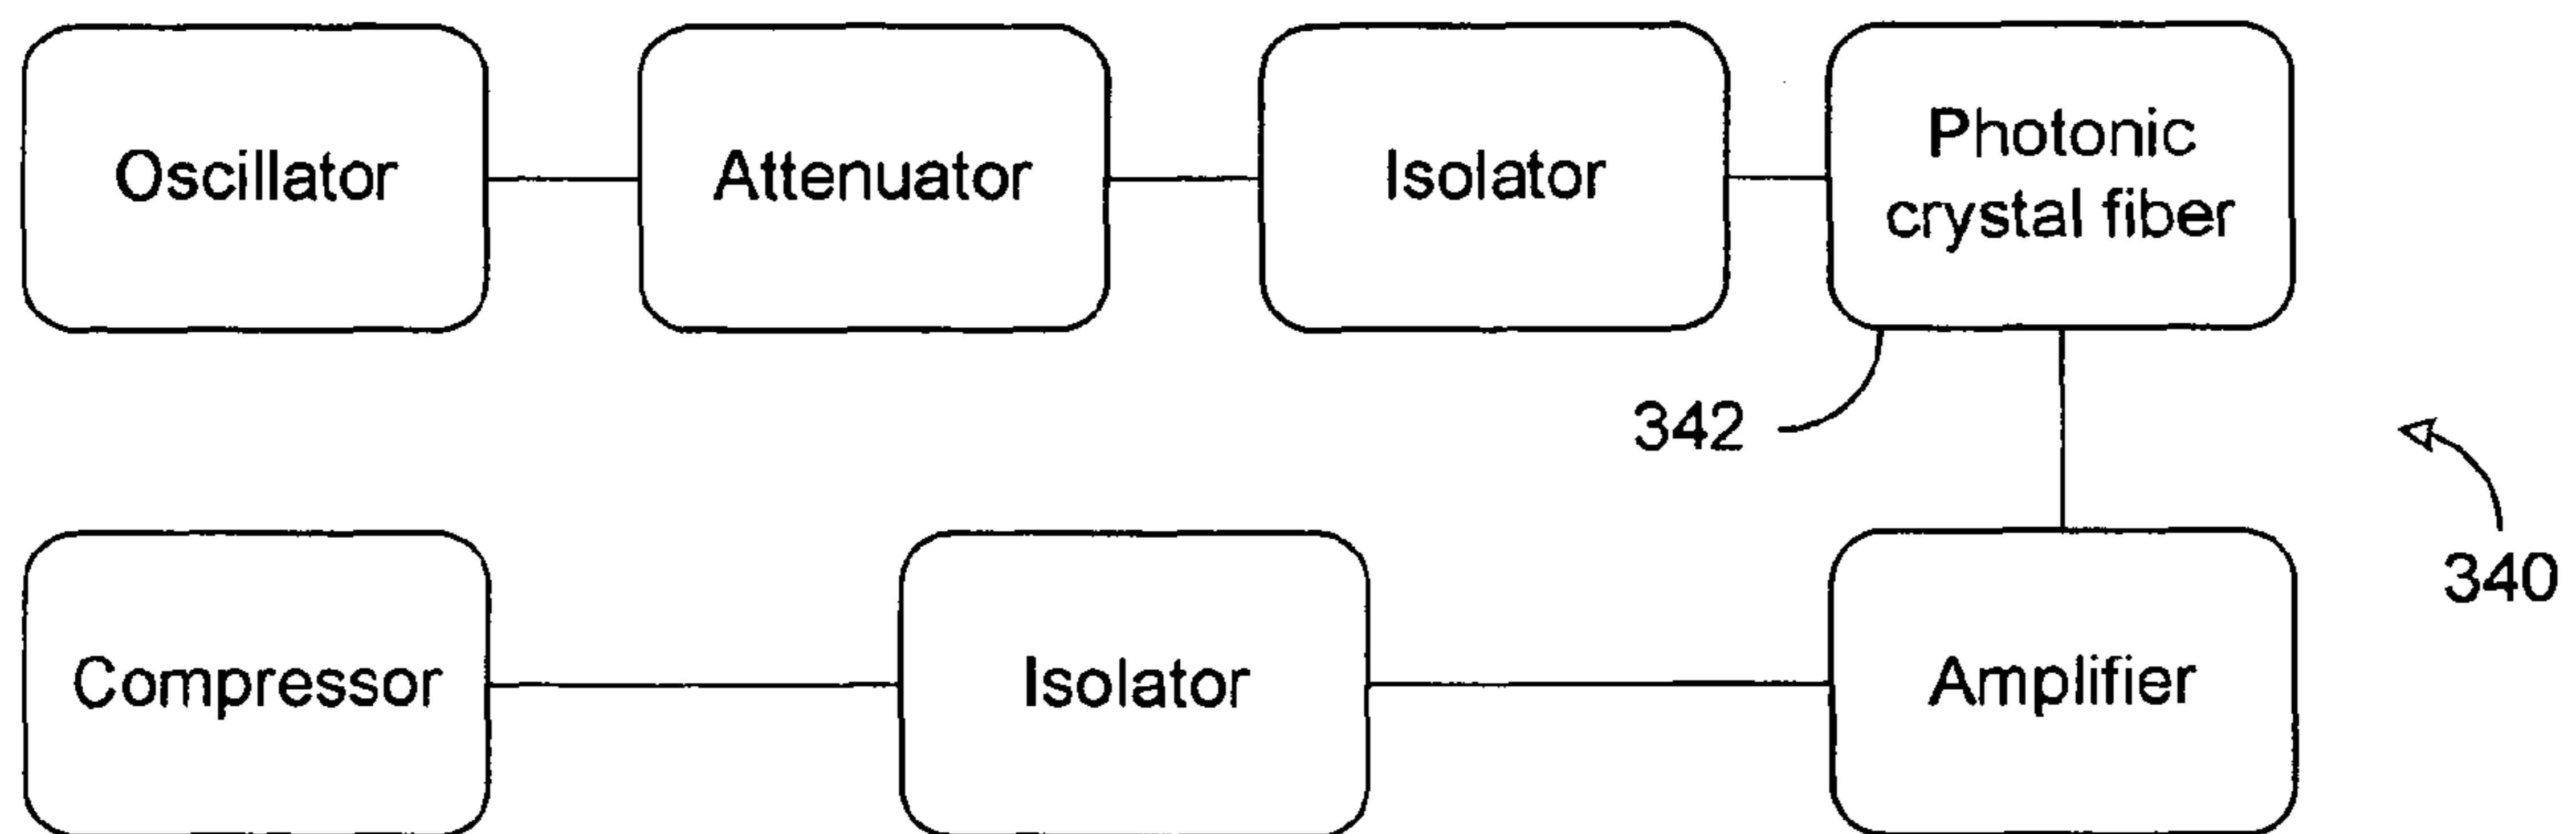 Oscillator
Attenuator
Isolator
Photonic
crystal fiber
342
340
Compressor
Isolator
Amplifier